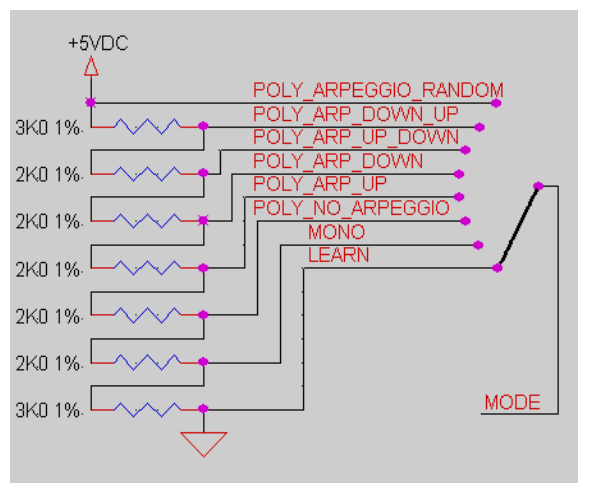 +5VDC
POLY_ARPEGGIO_RANDOM
POLY_ARP_DOWN_UP
3K0 1%
POLY_ARP_UP_DOWN
POLY_ARP_DOWN
2K0 1%
POLY_ARP_UP
POLY_NO_ARPEGGIO
2K0 1%
MONO
LEARN
2K0 1%
2K0 1%
2K0 1%
MODE
3K0 1%